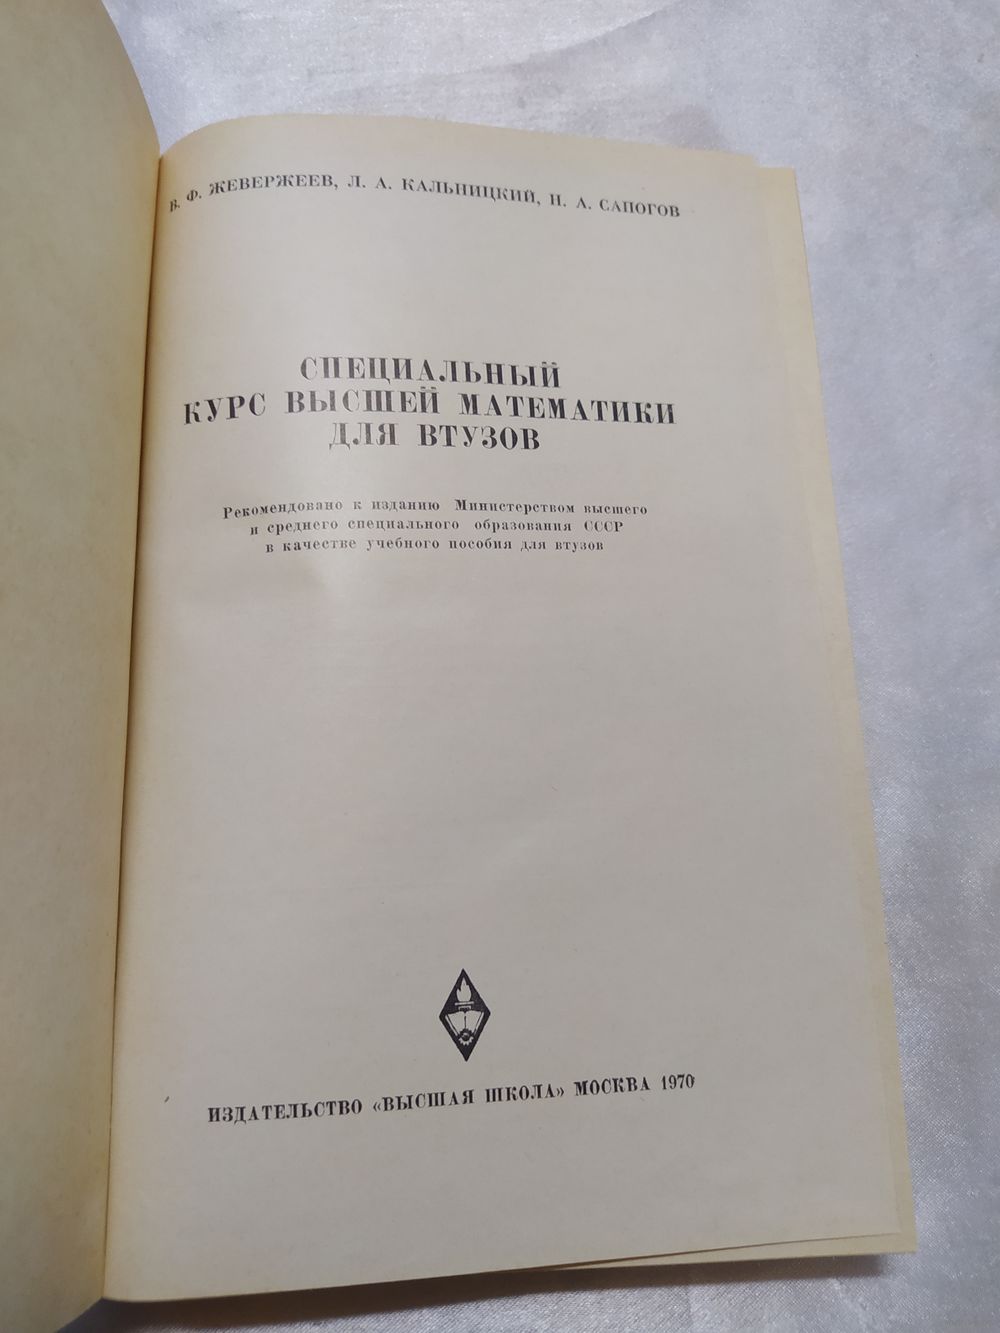 В. Ф. ЖЕВЕРЖЕЕВ, Л. А. КАЛЬНИЦКИЙ, Н. А. САПОГОВ
СПЕЦИАЛЬНЫЙ
КУРС ВЫСШЕЙ МАТЕМАТИКИ
ДЛЯ ВТУЗОВ
Рекомендовано к изданию Министерством высшего
и среднего специального образования СССР
в качестве учебного пособия для втузов
ИЗДАТЕЛЬСТВО «ВЫСШАЯ ШКОЛА» МОСКВА 1970